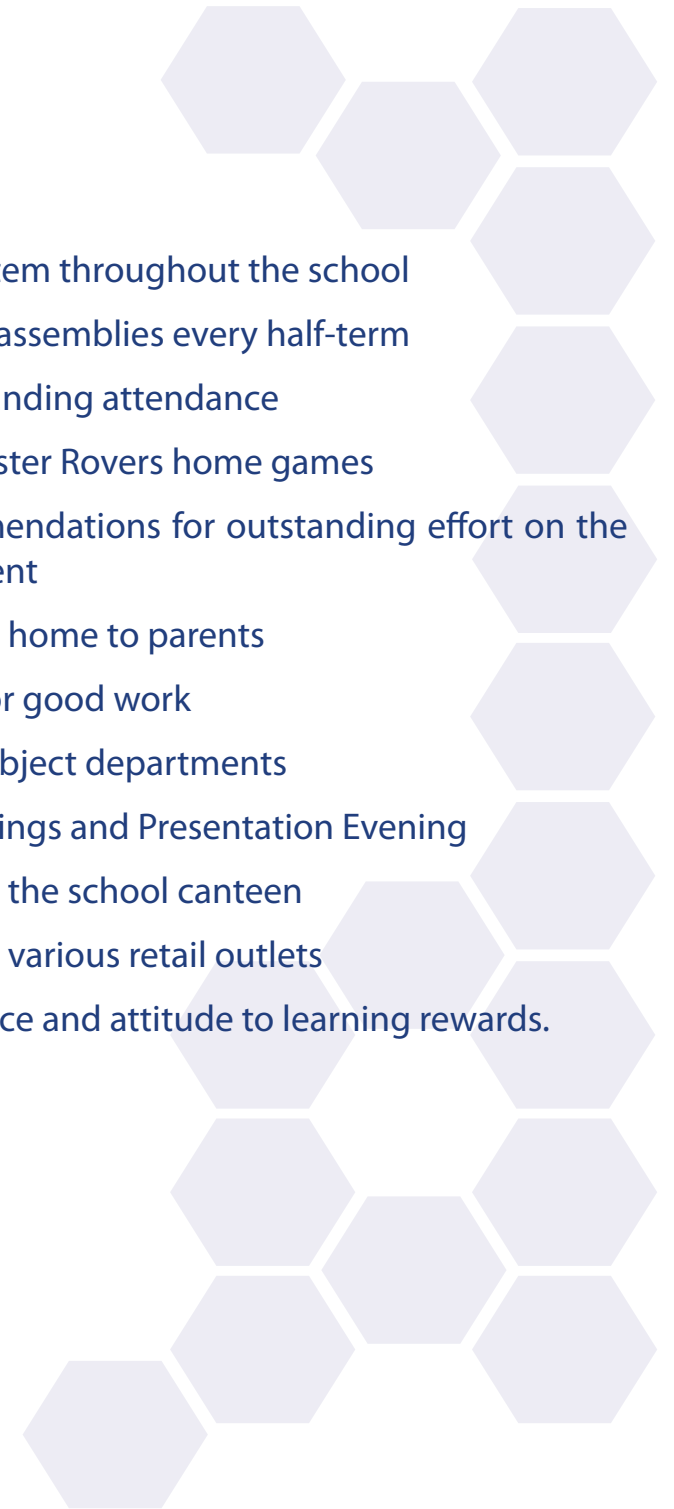 tem throughout the school
assemblies every half-term
nding attendance
ster Rovers home games
nendations for outstanding effort on the
ent
home to parents
or good work
bject departments
ings and Presentation Evening
the school canteen
various retail outlets
ce and attitude to learning rewards.